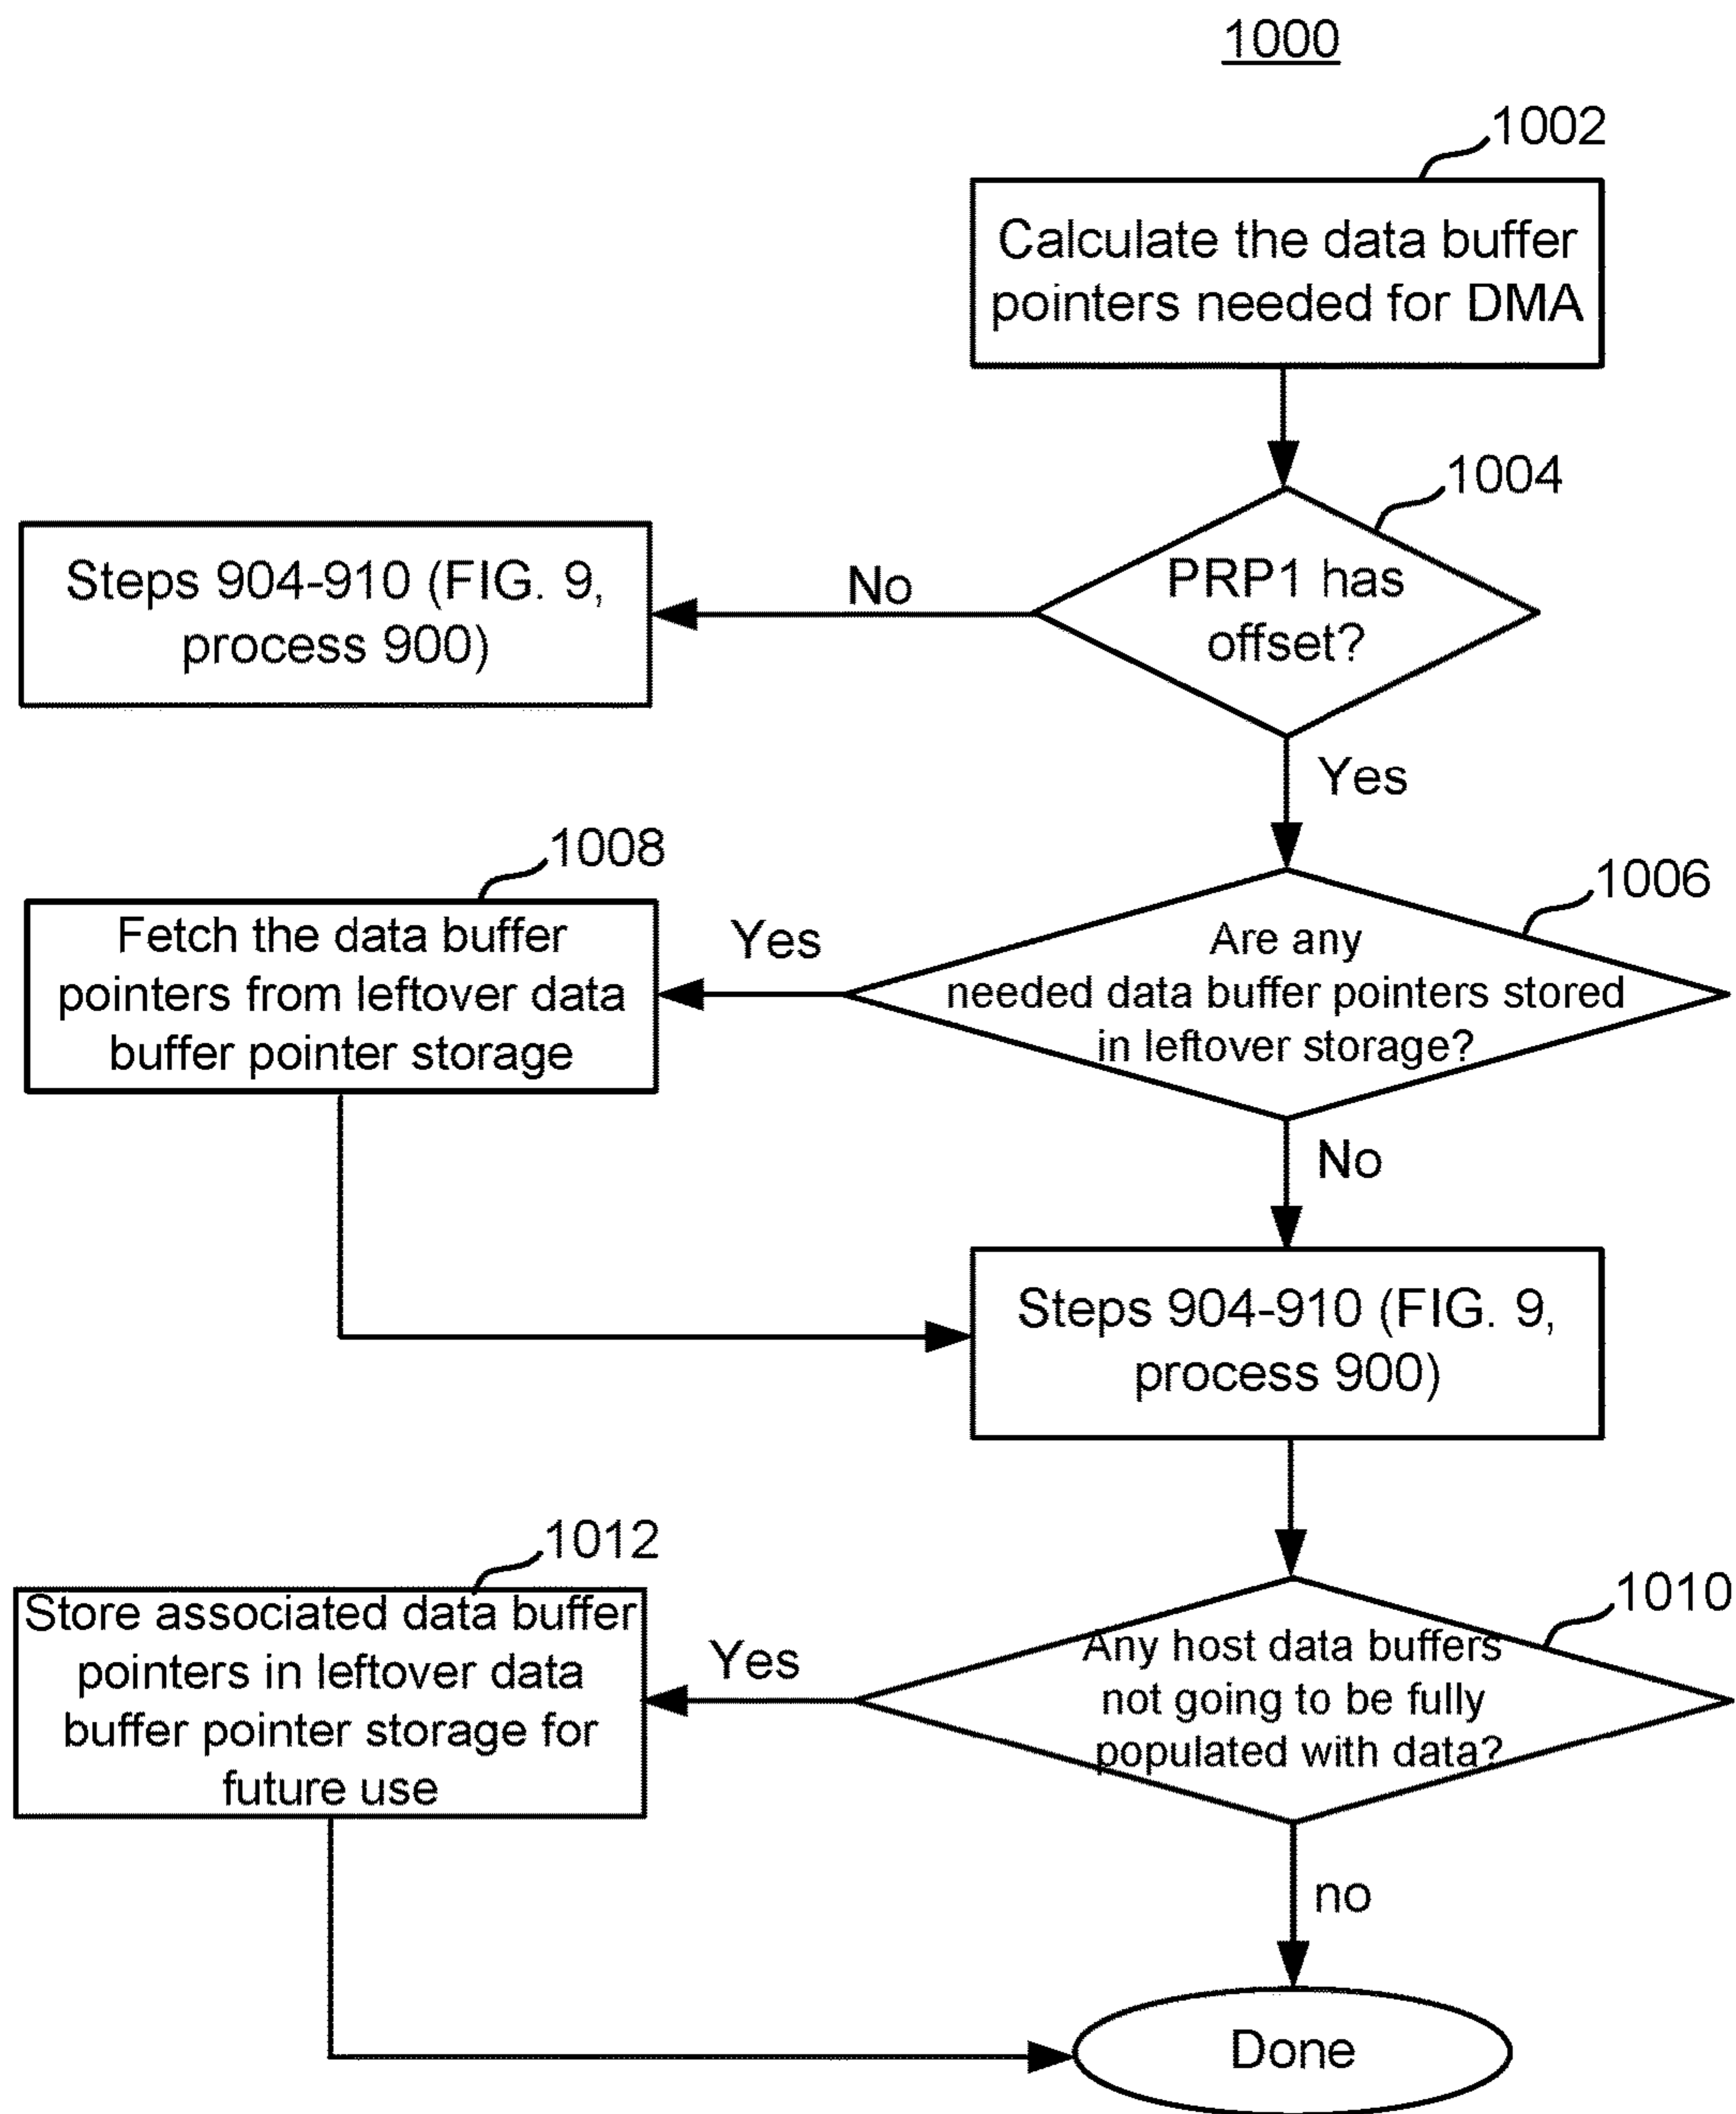 1000
1002
Calculate the data buffer
pointers needed for DMA
1004
PRP1 has
offset?
No
Steps 904-910 (FIG. 9,
process 900)
Yes
1006
Are any
needed data buffer pointers stored
in leftover storage?
Yes
1008
Fetch the data buffer
pointers from leftover data
buffer pointer storage
No
Steps 904-910 (FIG. 9,
process 900)
1010
Any host data buffers
not going to be fully
populated with data?
Yes
1012
Store associated data buffer
pointers in leftover data
buffer pointer storage for
future use
no
Done